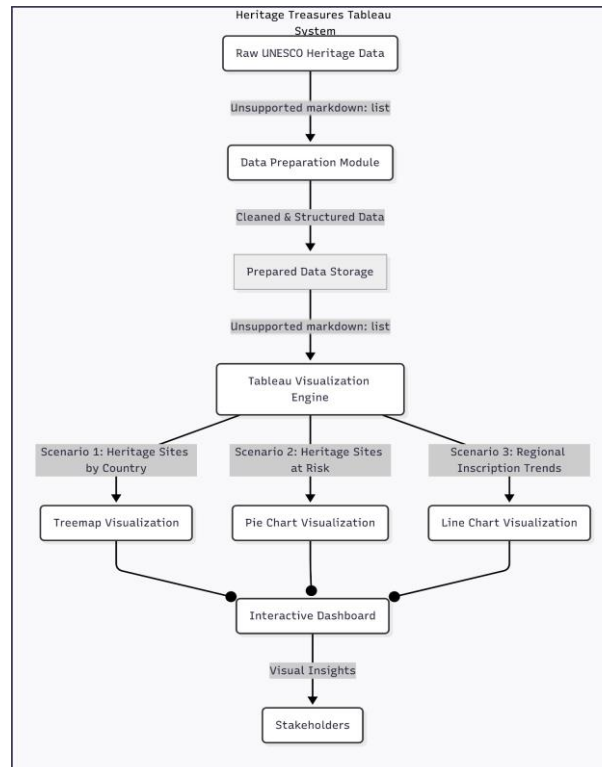 Heritage Treasures Tableau
System
Raw UNESCO Heritage Data
Unsupported markdown: list
Data Preparation Module
Cleaned & Structured Data
Prepared Data Storage
Unsupported markdown: list
Tableau Visualization
Engine
Scenario 1: Heritage Sites
by Country
Scenario 2: Heritage Sites
at Risk
Scenario 3: Regional
Inscription Trends
Treemap Visualization
Pie Chart Visualization
Line Chart Visualization
Interactive Dashboard
Visual Insights
Stakeholders